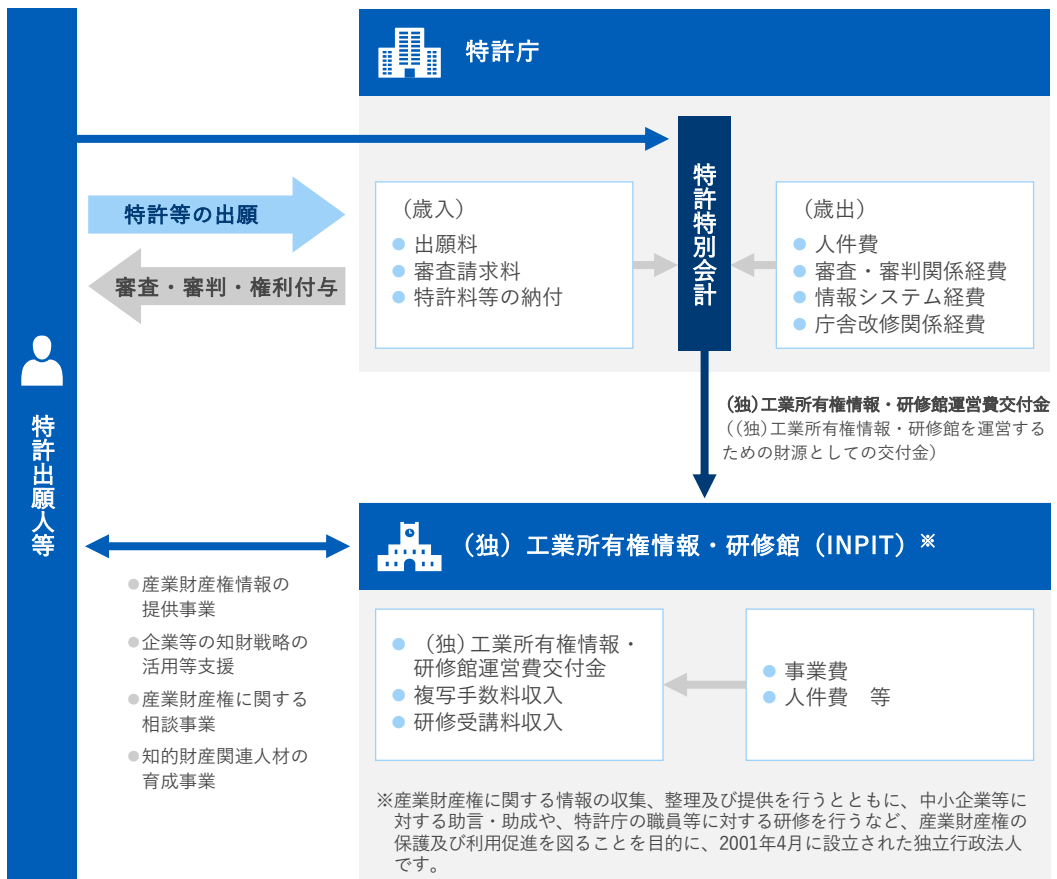 特許庁
特許出願人等
特許等の出願
審査・審判・権利付与
（歳入）
出願料
審査請求料
特許料等の納付
特許特別会計
（歳出）
人件費
審査・審判関係経費
情報システム経費
庁舎改修関係経費
(独)工業所有権情報・研修館運営費交付金
((独)工業所有権情報・研修館を運営する
ための財源としての交付金)
（独）工業所有権情報・研修館（INPIT）※
産業財産権情報の
提供事業
企業等の知財戦略の
活用等支援
産業財産権に関する
相談事業
知的財産関連人材の
育成事業
（独）工業所有権情報・
研修館運営費交付金
複写手数料収入
研修受講料収入
事業費
人件費　等
※産業財産権に関する情報の収集、整理及び提供を行うとともに、中小企業等に
対する助言・助成や、特許庁の職員等に対する研修を行うなど、産業財産権の
保護及び利用促進を図ることを目的に、2001年4月に設立された独立行政法人
です。